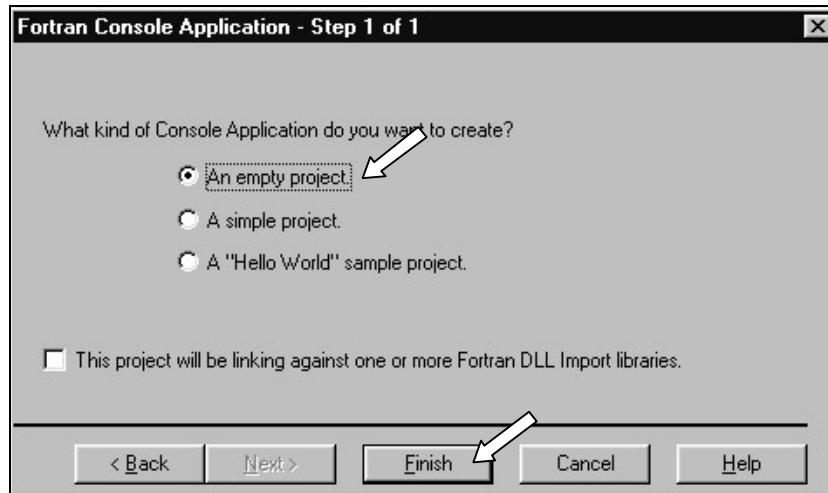 Fortran Console Application - Step 1 of 1
What kind of Console Application do you want to create?
An empty project.
A simple project.
A "Hello World" sample project.
This project will be linking against one or more Fortran DLL Import libraries.
< Back Next > Finish Cancel Help